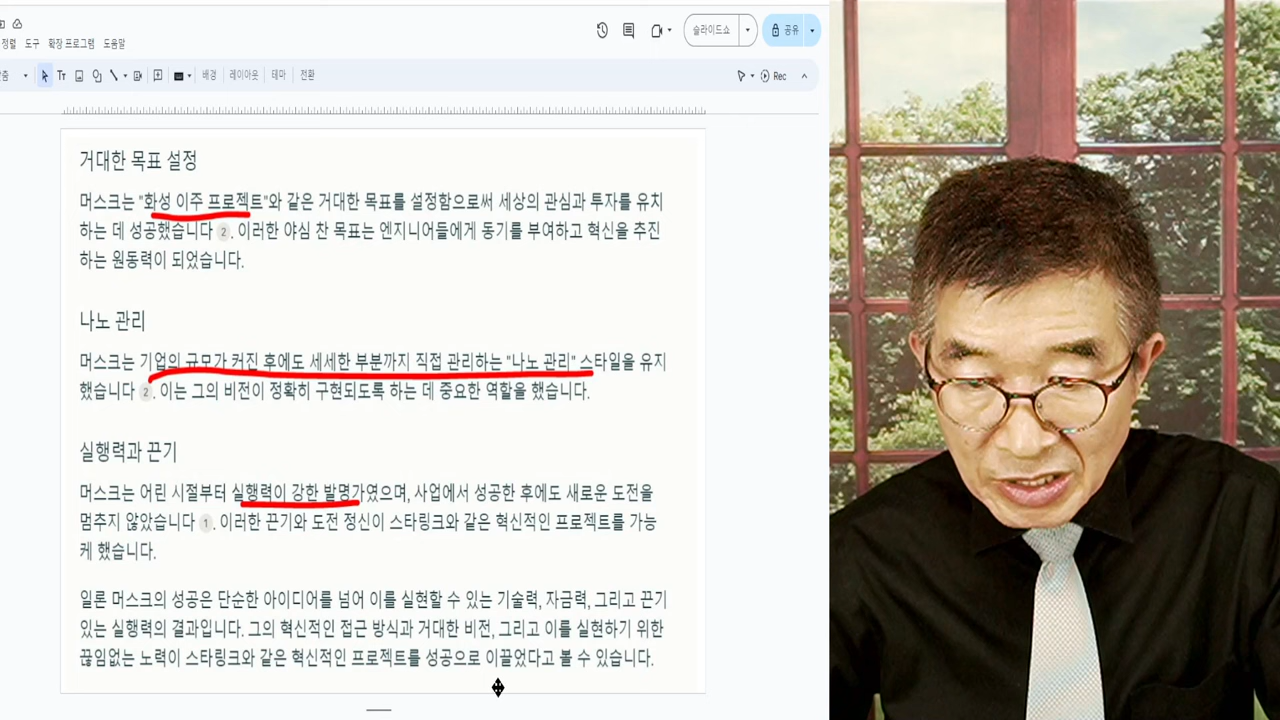 정렬 도구 확장 프로그램 도움말
슬라이드쇼
공유
배경 레이아웃 테마 전환
Rec
거대한 목표 설정
머스크는 "화성 이주 프로젝트"와 같은 거대한 목표를 설정함으로써 세상의 관심과 투자를 유치
하는 데 성공했습니다 2. 이러한 야심 찬 목표는 엔지니어들에게 동기를 부여하고 혁신을 추진
하는 원동력이 되었습니다.
나노 관리
머스크는 기업의 규모가 커진 후에도 세세한 부분까지 직접 관리하는 "나노 관리" 스타일을 유지
했습니다 2. 이는 그의 비전이 정확히 구현되도록 하는 데 중요한 역할을 했습니다.
실행력과 끈기
머스크는 어린 시절부터 실행력이 강한 발명가였으며, 사업에서 성공한 후에도 새로운 도전을
멈추지 않았습니다 1. 이러한 끈기와 도전 정신이 스타링크와 같은 혁신적인 프로젝트를 가능
케 했습니다.
일론 머스크의 성공은 단순한 아이디어를 넘어 이를 실현할 수 있는 기술력, 자금력, 그리고 끈기
있는 실행력의 결과입니다. 그의 혁신적인 접근 방식과 거대한 비전, 그리고 이를 실현하기 위한
끊임없는 노력이 스타링크와 같은 혁신적인 프로젝트를 성공으로 이끌었다고 볼 수 있습니다.